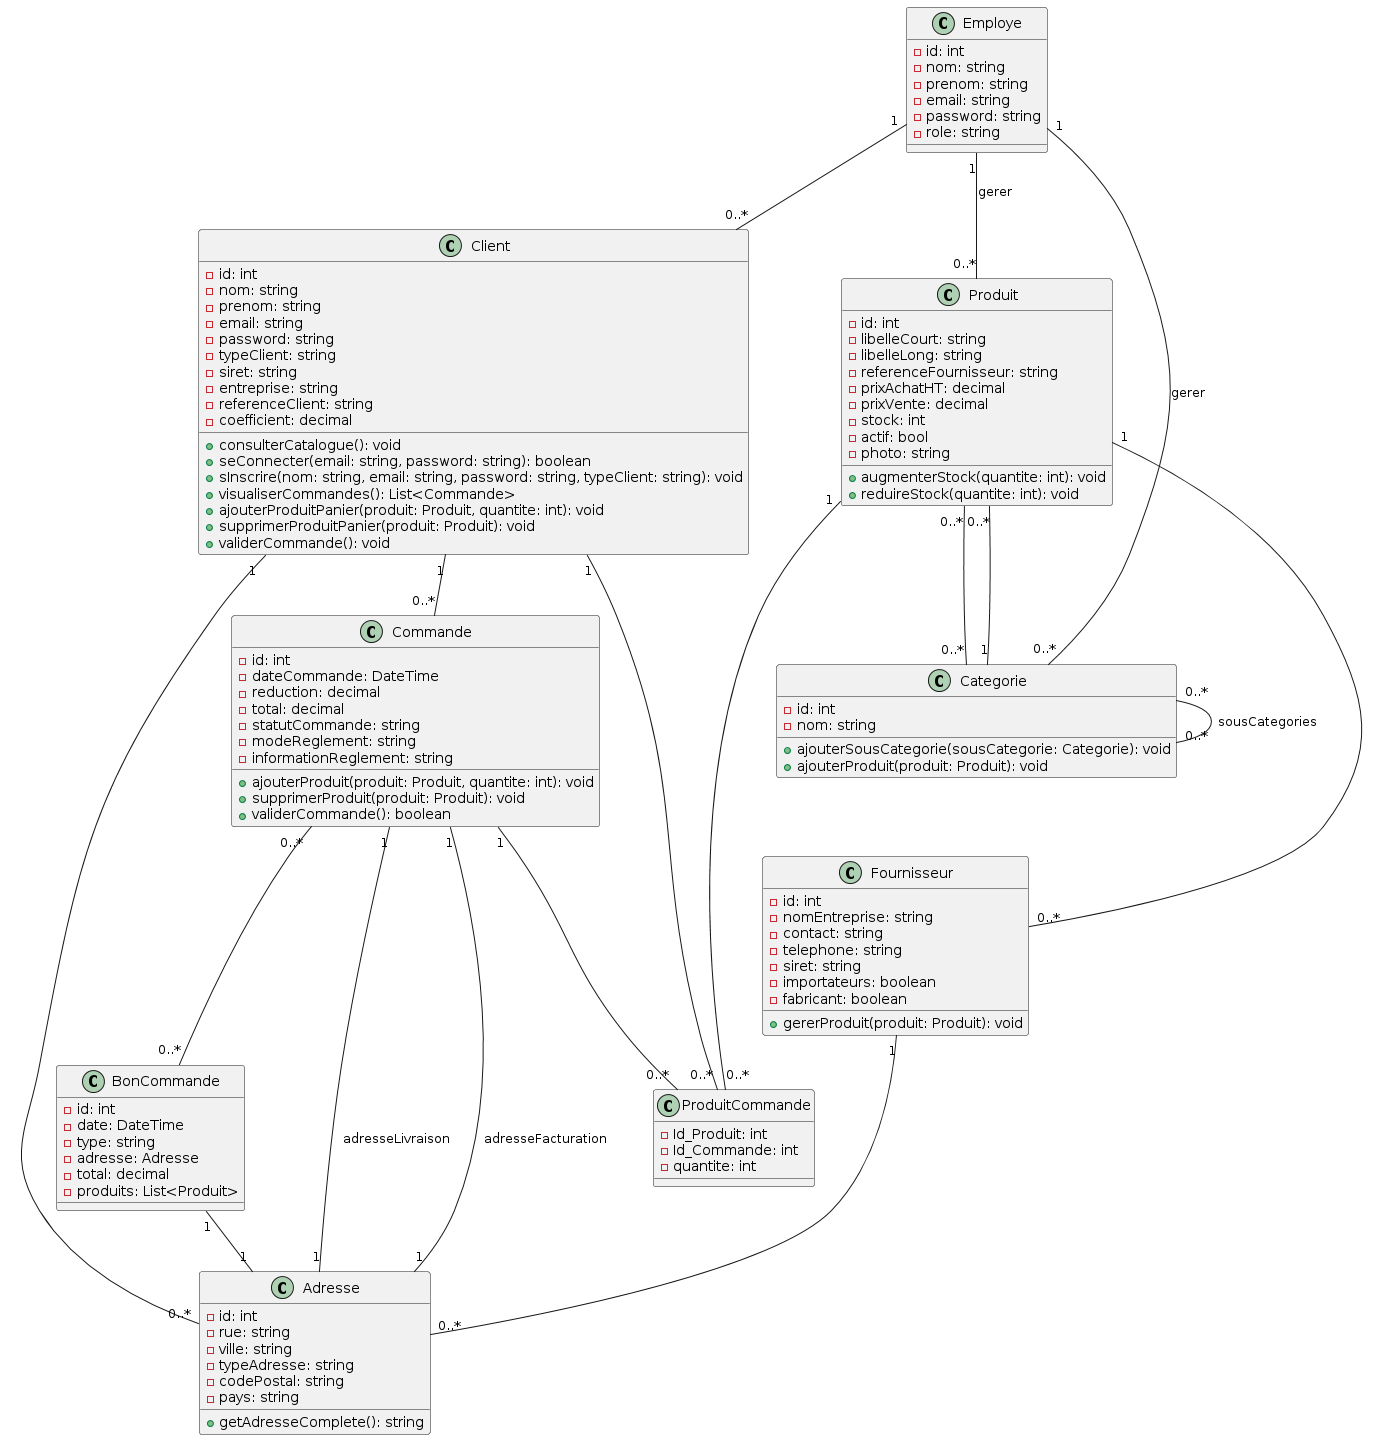 C Employe
id: int
nom: string
prenom: string
email: string
password: string
role: string
1
1
1
gerer
gerer
0..*
0..*
C Client
id: int
nom: string
prenom: string
email: string
password: string
typeClient: string
siret: string
entreprise: string
referenceClient: string
coefficient: decimal
consulterCatalogue(): void
seConnecter(email: string, password: string): boolean
sInscrire(nom: string, email: string, password: string, typeClient: string): void
visualiserCommandes(): List<Commande>
ajouterProduitPanier(produit: Produit, quantite: int): void
supprimerProduitPanier(produit: Produit): void
validerCommande(): void
C Produit
id: int
libelleCourt: string
libelleLong: string
referenceFournisseur: string
prixAchatHT: decimal
prixVente: decimal
stock: int
actif: bool
photo: string
augmenterStock(quantite: int): void
reduireStock(quantite: int): void
1
1
0..*
0..*
1
1
1
0..*
0..*
1
0..*
C Commande
id: int
dateCommande: DateTime
reduction: decimal
total: decimal
statutCommande: string
modeReglement: string
informationReglement: string
ajouterProduit(produit: Produit, quantite: int): void
supprimerProduit(produit: Produit): void
validerCommande(): boolean
C Categorie
id: int
nom: string
ajouterSousCategorie(sousCategorie: Categorie): void
ajouterProduit(produit: Produit): void
0..*
sousCategories
0..*
0..*
1
1
1
C Fournisseur
id: int
nomEntreprise: string
contact: string
telephone: string
siret: string
importateurs: boolean
fabricant: boolean
gererProduit(produit: Produit): void
0..*
1
0..*
0..*
0..*
0..*
C BonCommande
id: int
date: DateTime
type: string
adresse: Adresse
total: decimal
produits: List<Produit>
adresseLivraison
adresseFacturation
C ProduitCommande
Id_Produit: int
Id_Commande: int
quantite: int
1
1
1
1
0..*
0..*
C Adresse
id: int
rue: string
ville: string
typeAdresse: string
codePostal: string
pays: string
getAdresseComplete(): string